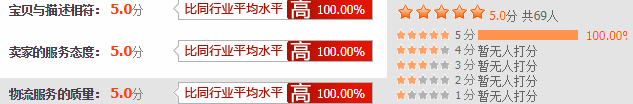 宝贝与描述相符: 5.0分 比同行业平均水平 高 100.00%
卖家的服务态度: 5.0分 比同行业平均水平 高 100.00%
物流服务的质量: 5.0分 比同行业平均水平 高 100.00%
5.0分 共69人
5分 100.00%
4分 暂无人打分
3分 暂无人打分
2分 暂无人打分
1分 暂无人打分